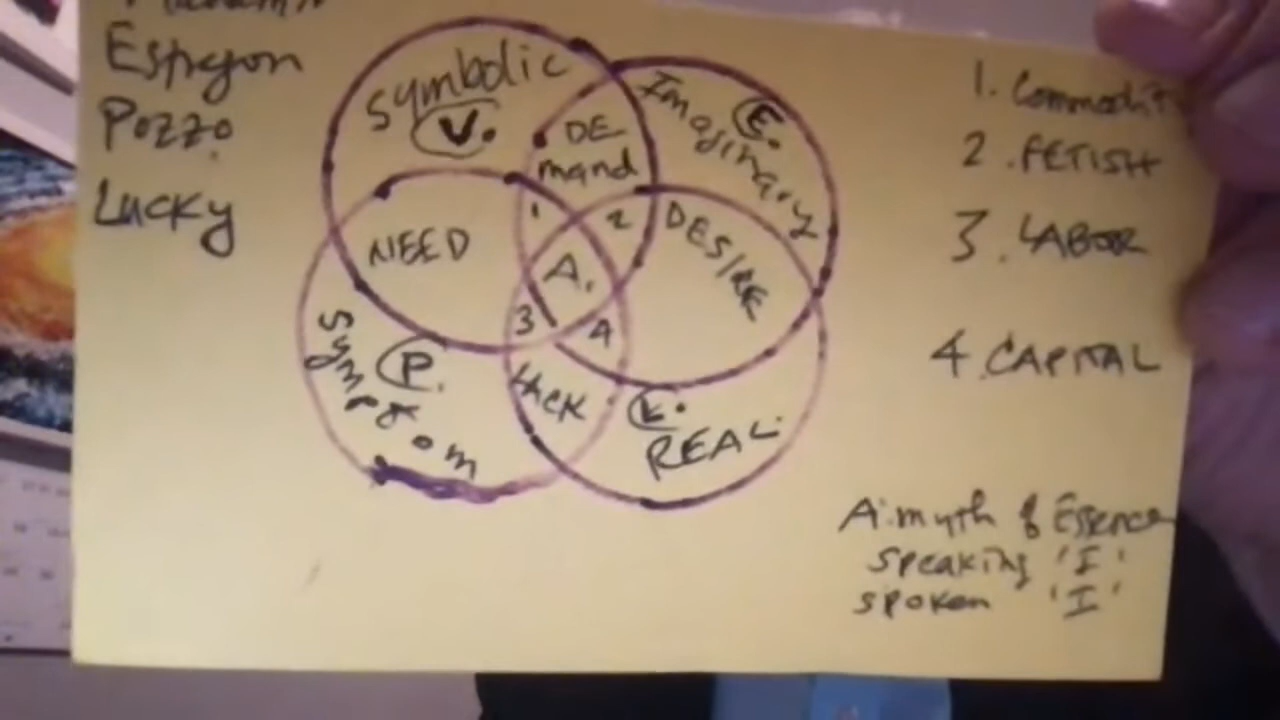 Estragon
Pozzo
Lucky
Symbolic
V.
Imaginary
E.
DE
mand
NEED
1
2
DESIRE
A.
3
4
Symptom
P.
LACK
L.
REAL
1. Commodity
2. FETISH
3. LABOR
4. CAPITAL
A: myth of Essence
speaking 'I'
spoken 'I'